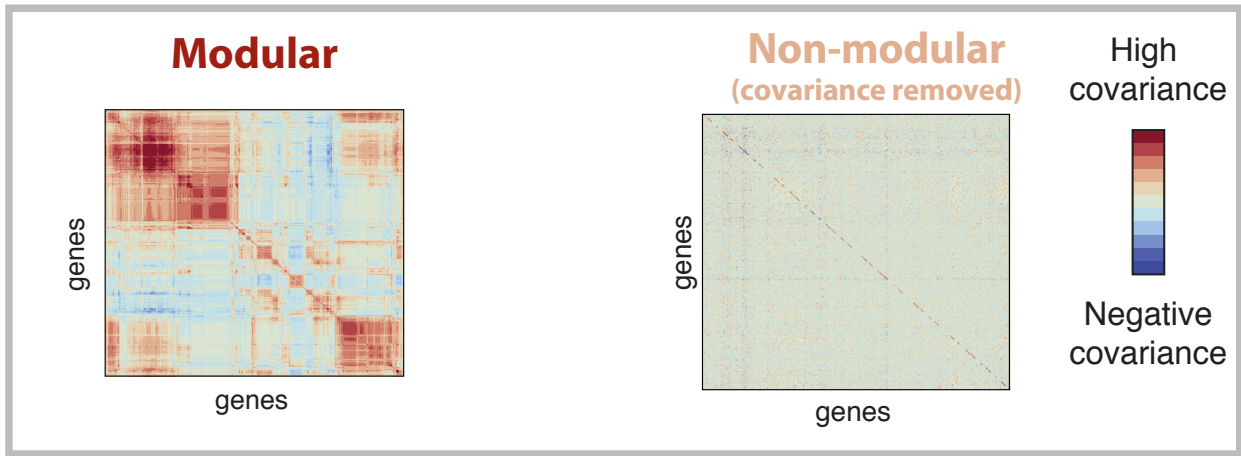 Modular
genes
genes
Non-modular
(covariance removed)
genes
genes
High
covariance
Negative
covariance